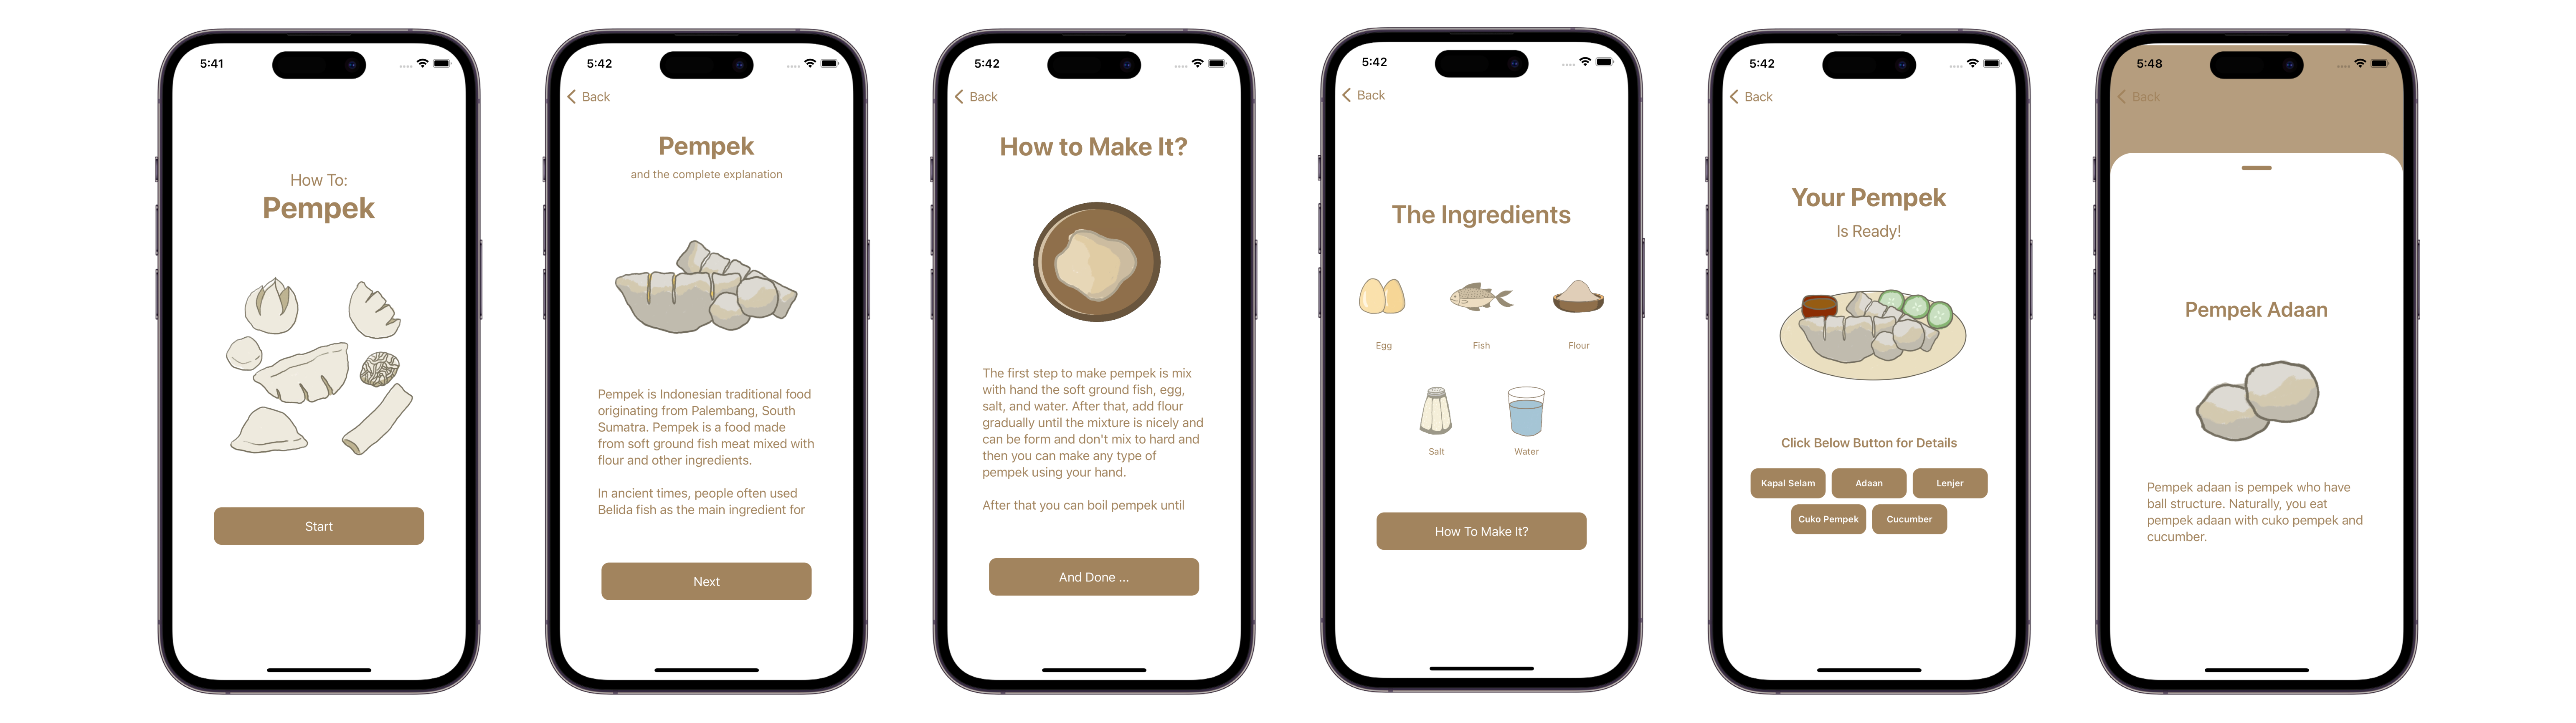 5:41
How To:
Pempek
Start
5:42
Back
Pempek
and the complete explanation
Pempek is Indonesian traditional food
originating from Palembang, South
Sumatra. Pempek is a food made
from soft ground fish meat mixed with
flour and other ingredients.
In ancient times, people often used
Belida fish as the main ingredient for
Next
5:42
Back
How to Make It?
The first step to make pempek is mix
with hand the soft ground fish, egg,
salt, and water. After that, add flour
gradually until the mixture is nicely and
can be form and don't mix to hard and
then you can make any type of
pempek using your hand.
After that you can boil pempek until
And Done ...
5:42
Back
The Ingredients
Egg
Fish
Flour
Salt
Water
How To Make It?
5:42
Back
Your Pempek
Is Ready!
Click Below Button for Details
Kapal Selam
Adaan
Lenjer
Cuko Pempek
Cucumber
5:48
Back
Pempek Adaan
Pempek adaan is pempek who have
ball structure. Naturally, you eat
pempek adaan with cuko pempek and
cucumber.